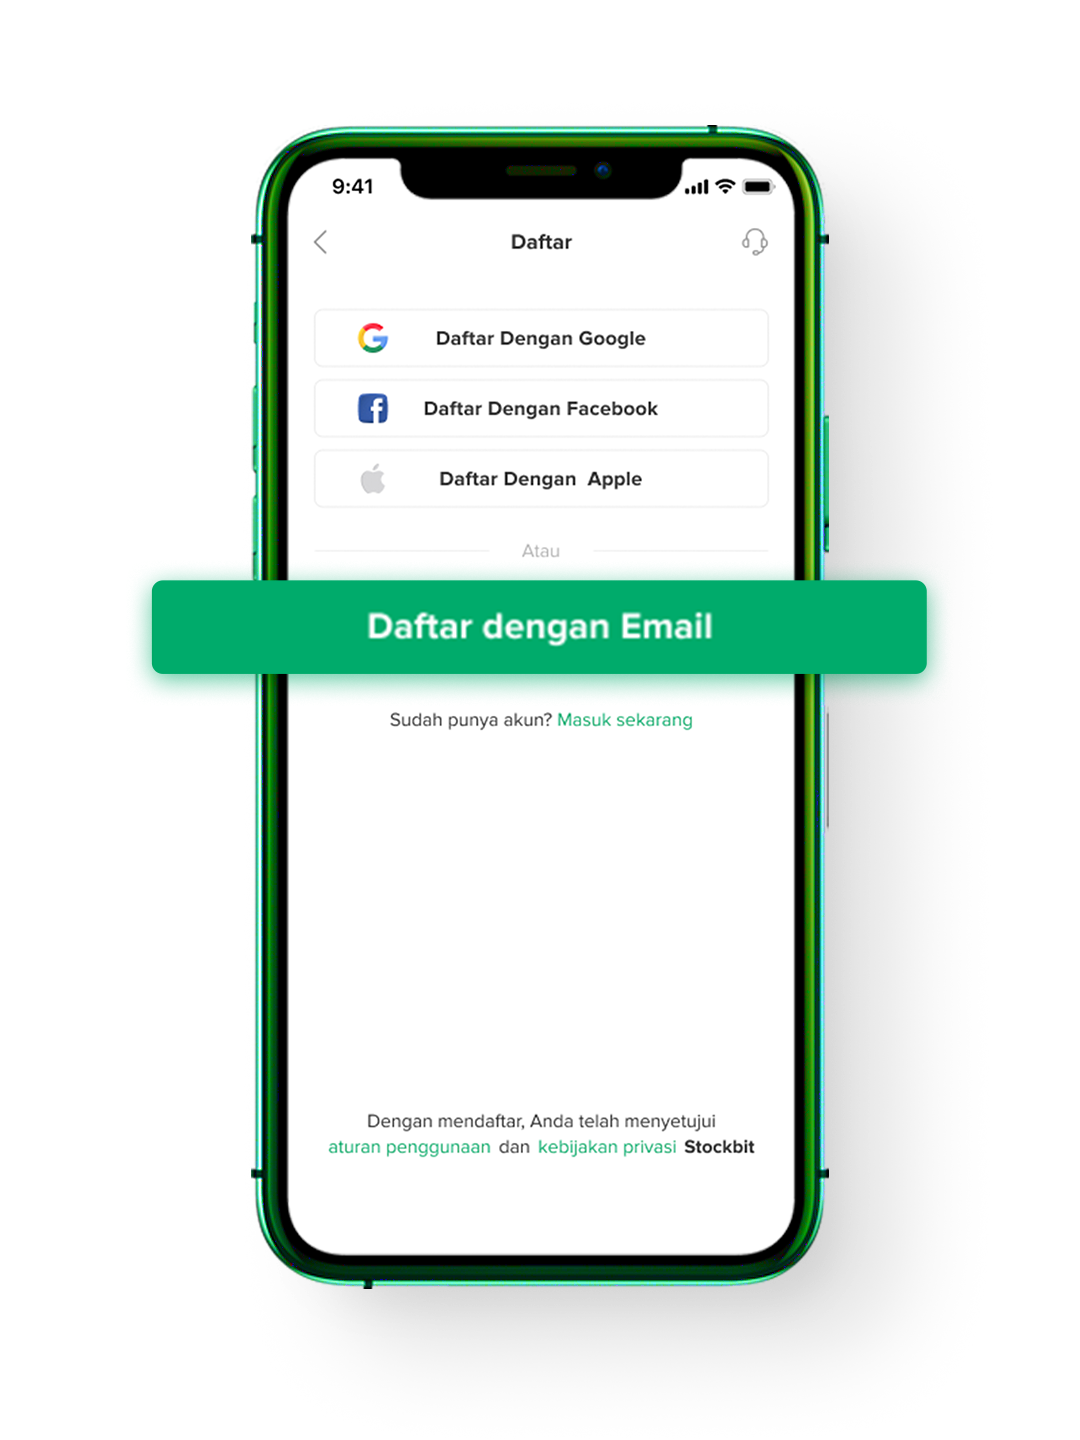 9:41
Daftar
Daftar Dengan Google
Daftar Dengan Facebook
Daftar Dengan Apple
Atau
Daftar dengan Email
Sudah punya akun? Masuk sekarang
Dengan mendaftar, Anda telah menyetujui
aturan penggunaan dan kebijakan privasi Stockbit